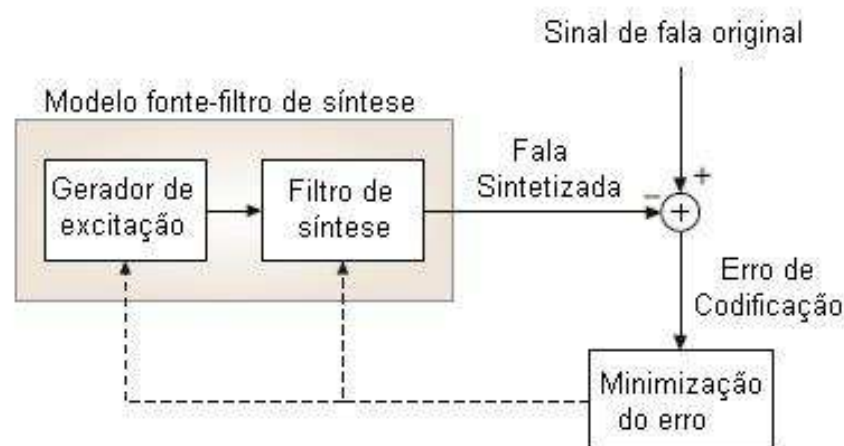 Sinal de fala original
Modelo fonte-filtro de síntese
Gerador de
excitação
Filtro de
síntese
Fala
Sintetizada
−
+
+
Erro de
Codificação
Minimização
do erro